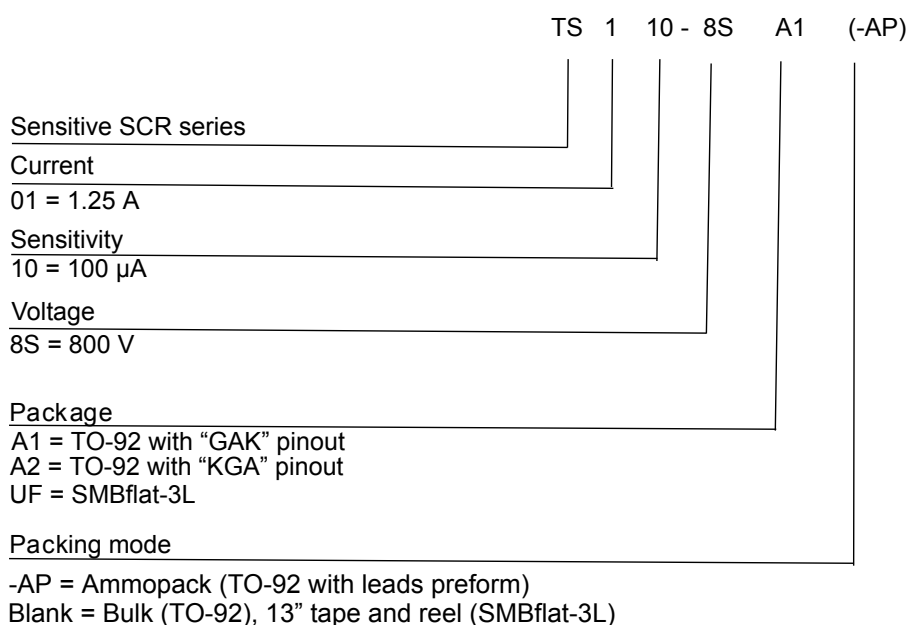 TS 1 10 - 8S A1 (-AP)
Sensitive SCR series
Current
01 = 1.25 A
Sensitivity
10 = 100 µA
Voltage
8S = 800 V
Package
A1 = TO-92 with “GAK” pinout
A2 = TO-92 with “KGA” pinout
UF = SMBflat-3L
Packing mode
-AP = Ammopack (TO-92 with leads preform)
Blank = Bulk (TO-92), 13” tape and reel (SMBflat-3L)